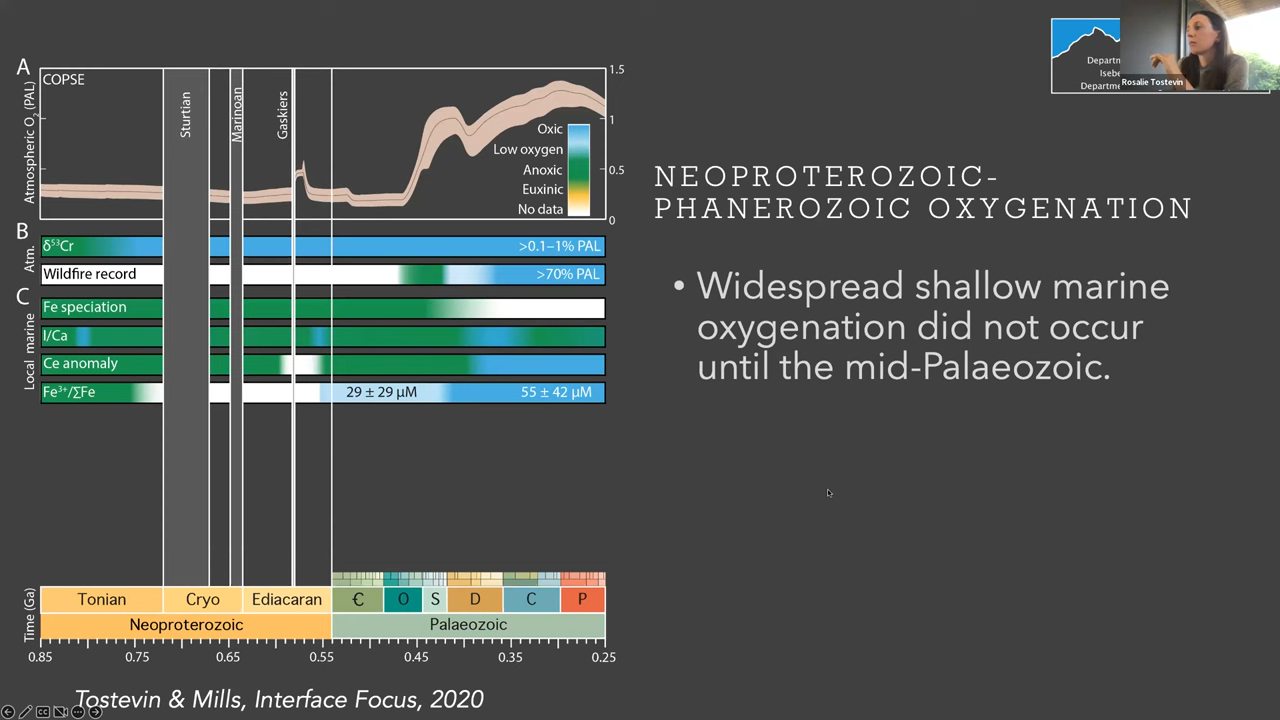 A
COPSE
Atmospheric O₂ (PAL)
Sturtian
Marinoan
Gaskiers
Oxic
Low oxygen
Anoxic
Euxinic
No data
1.5
1
0.5
0
B
Atm.
δ⁵³Cr
>0.1–1% PAL
Wildfire record
>70% PAL
C
Local marine
Fe speciation
I/Ca
Ce anomaly
Fe³⁺/∑Fe
29 ± 29 µM
55 ± 42 µM
Time (Ga)
Tonian
Cryo
Ediacaran
Є
O
S
D
C
P
Neoproterozoic
Palaeozoic
0.85
0.75
0.65
0.55
0.45
0.35
0.25
Tostevin & Mills, Interface Focus, 2020
Departm
Isebe
Departme
Rosalie Tostevin
NEOPROTEROZOIC-
PHANEROZOIC OXYGENATION
• Widespread shallow marine
oxygenation did not occur
until the mid-Palaeozoic.